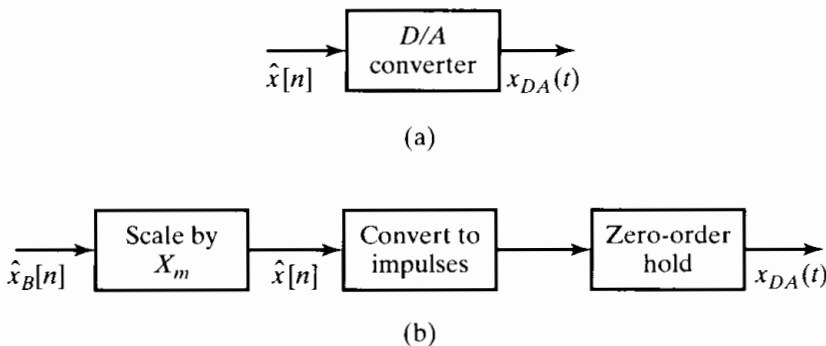 D/A
converter
x̂[n]
x_DA(t)
(a)
Scale by
X_m
Convert to
impulses
Zero-order
hold
x̂_B[n]
x̂[n]
x_DA(t)
(b)